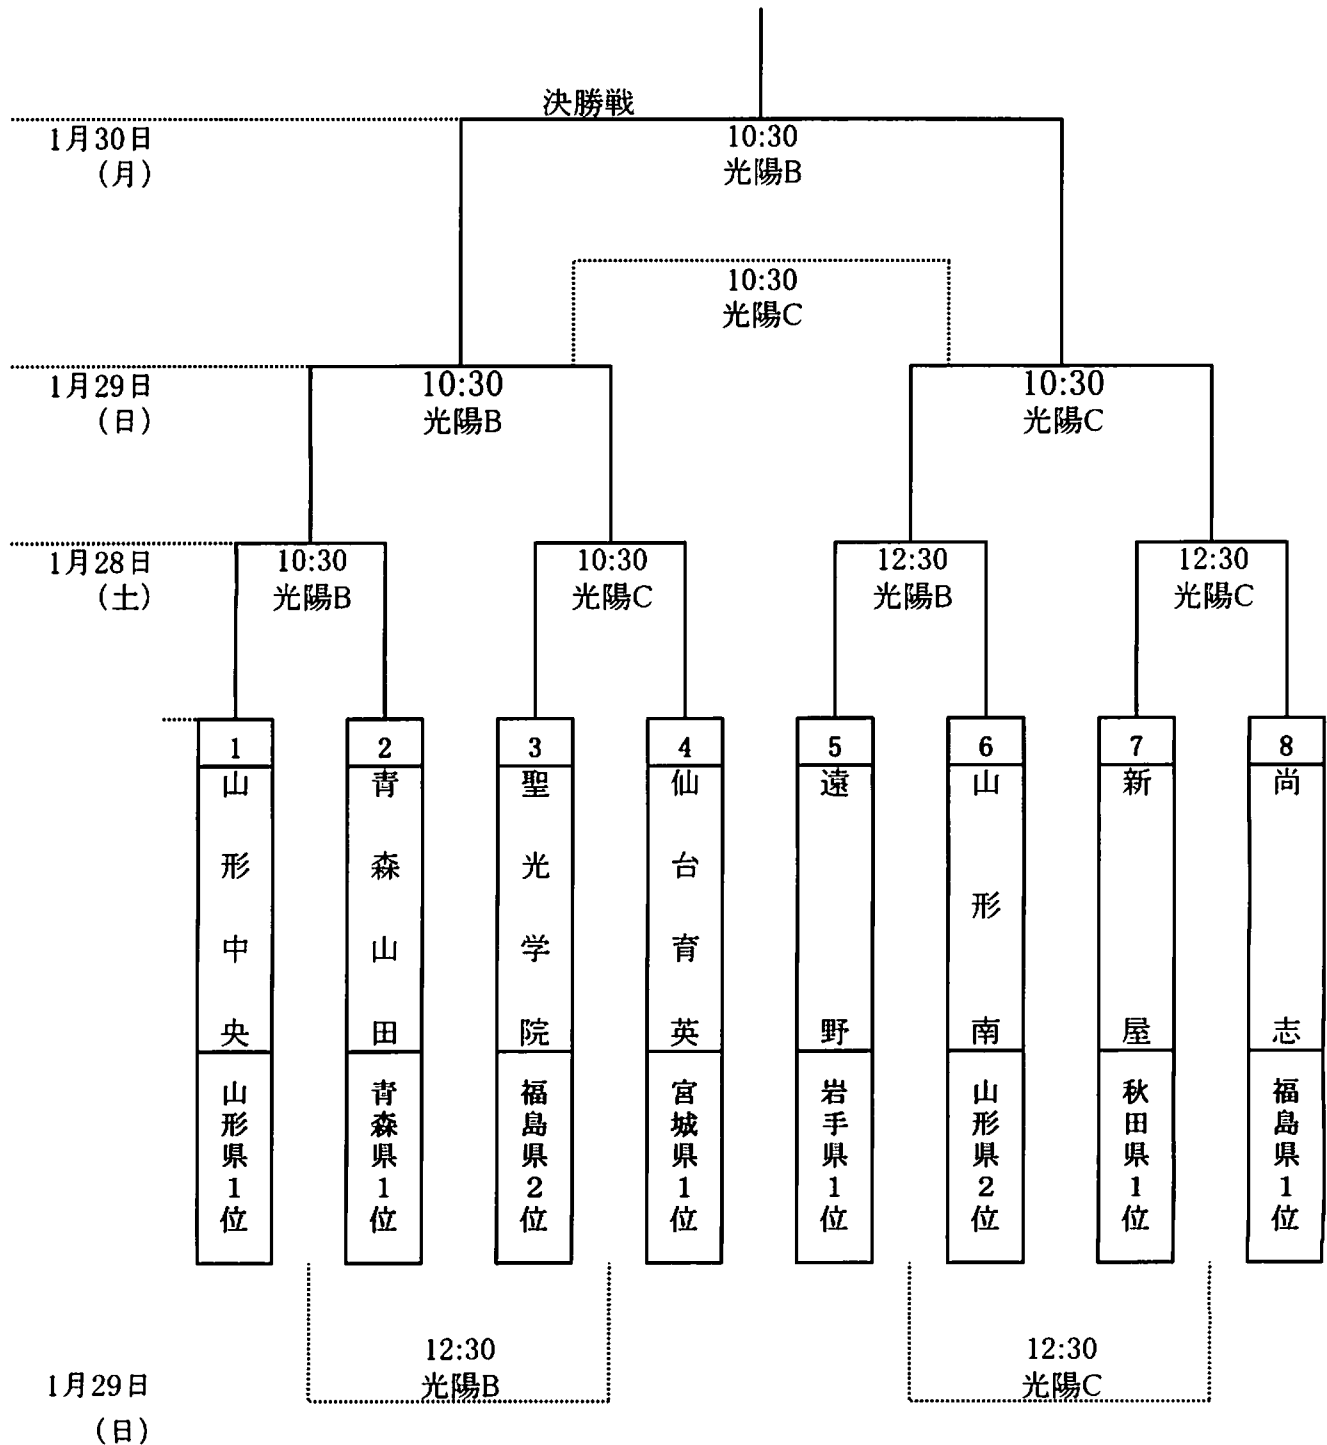 決勝戦
1月30日
(月)
10:30
光陽B
10:30
光陽C
1月29日
(日)
10:30
光陽B
10:30
光陽C
1月28日
(土)
10:30
光陽B
10:30
光陽C
12:30
光陽B
12:30
光陽C
1
山形中央
山形県1位
2
青森山田
青森県1位
3
聖光学院
福島県2位
4
仙台育英
宮城県1位
5
遠野
岩手県1位
6
山形南
山形県2位
7
新屋
秋田県1位
8
尚志
福島県1位
1月29日
(日)
12:30
光陽B
12:30
光陽C